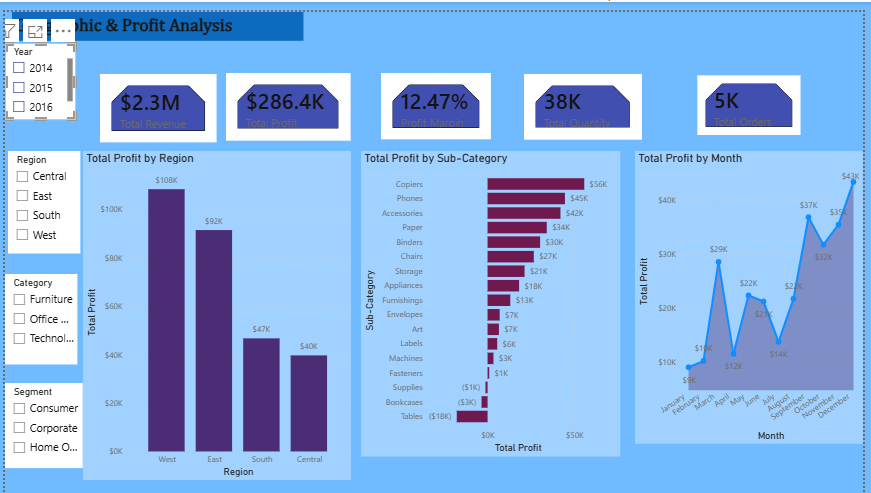 phic & Profit Analysis
Year
2014
2015
2016
$2.3M
Total Revenue
$286.4K
Total Profit
12.47%
Profit Margin
38K
Total Quantity
5K
Total Orders
Region
Central
East
South
West
Category
Furniture
Office ...
Technol...
Segment
Consumer
Corporate
Home O...
Total Profit by Region
Total Profit
$100K
$80K
$60K
$40K
$20K
$0K
$108K
$92K
$47K
$40K
West
East
South
Central
Region
Total Profit by Sub-Category
Sub-Category
Copiers $56K
Phones $45K
Accessories $42K
Paper $34K
Binders $30K
Chairs $27K
Storage $21K
Appliances $18K
Furnishings $13K
Envelopes $7K
Art $7K
Labels $6K
Machines $3K
Fasteners $1K
Supplies ($1K)
Bookcases ($3K)
Tables ($18K)
$0K
$50K
Total Profit
Total Profit by Month
Total Profit
$40K
$30K
$20K
$10K
$9K
$29K
$12K
$22K
$14K
$37K
$32K
$43K
January
February
March
April
May
June
July
August
September
October
November
December
Month